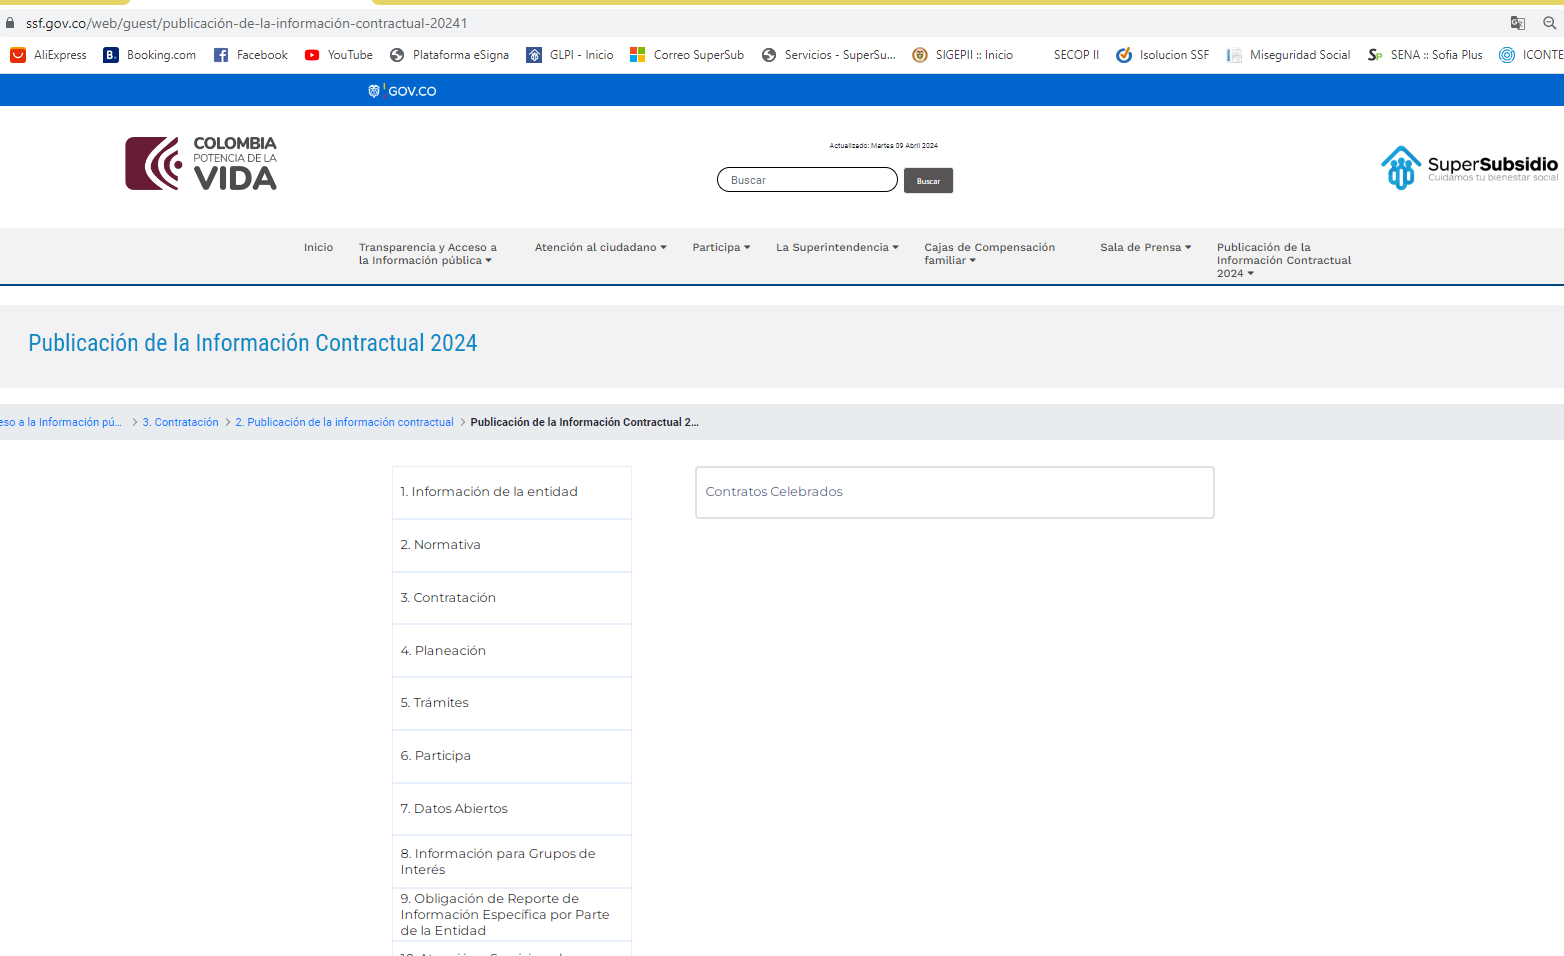 ssf.gov.co/web/guest/publicación-de-la-información-contractual-20241
AliExpress Booking.com Facebook YouTube Plataforma eSigna GLPI - Inicio Correo SuperSub Servicios - SuperSu... SIGEPII :: Inicio SECOP II Isolucion SSF Miseguridad Social SENA :: Sofia Plus ICONTE
GOV.CO
COLOMBIA
POTENCIA DE LA
VIDA
Actualizado: Martes 09 Abril 2024
Buscar Buscar
SuperSubsidio
Cuidamos tu bienestar social
Inicio
Transparencia y Acceso a
la Información pública
Atención al ciudadano
Participa
La Superintendencia
Cajas de Compensación
familiar
Sala de Prensa
Publicación de la
Información Contractual
2024
Publicación de la Información Contractual 2024
eso a la Información pú... > 3. Contratación > 2. Publicación de la información contractual > Publicación de la Información Contractual 2...
1. Información de la entidad
2. Normativa
3. Contratación
4. Planeación
5. Trámites
6. Participa
7. Datos Abiertos
8. Información para Grupos de
Interés
9. Obligación de Reporte de
Información Específica por Parte
de la Entidad
Contratos Celebrados